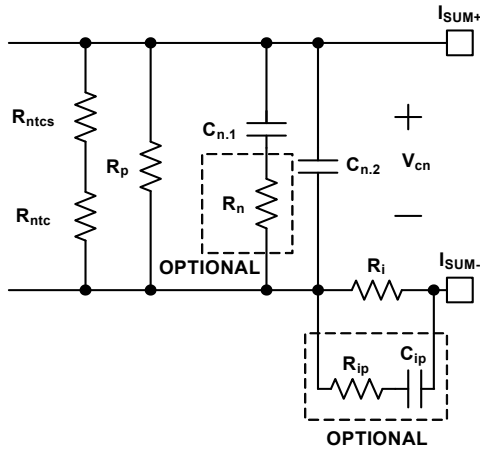 ISUM+
Rntcs
Cn.1
+
Rp
Cn.2
Vcn
Rntc
Rn
−
OPTIONAL
Ri
ISUM-
Rip
Cip
OPTIONAL